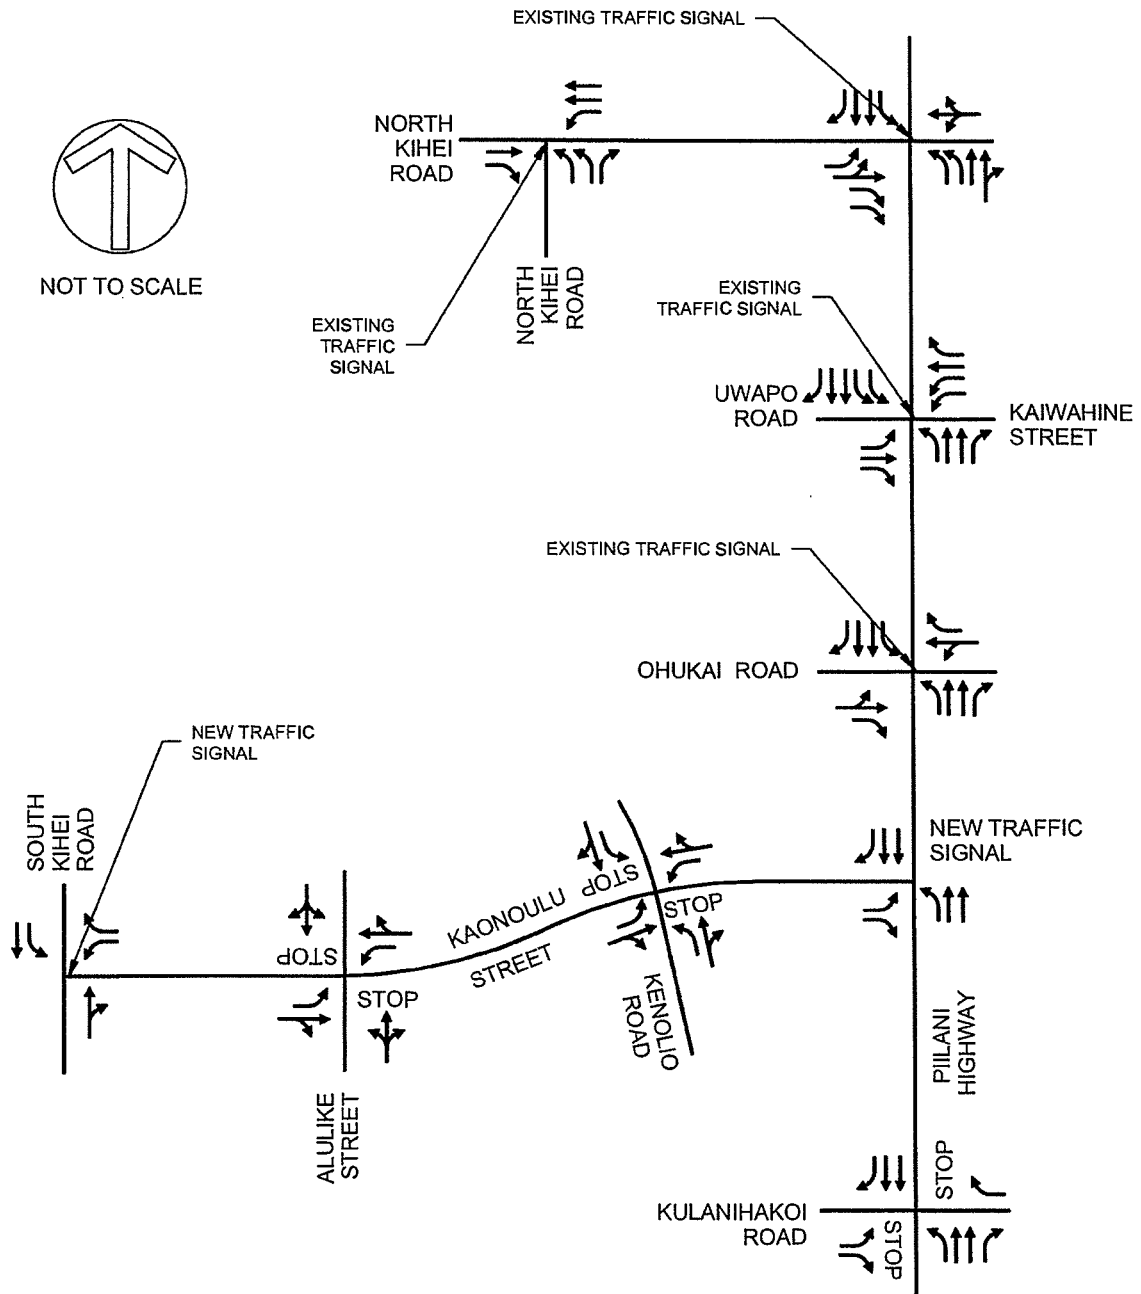 EXISTING TRAFFIC SIGNAL
NORTH
KIHEI
ROAD
NOT TO SCALE
NORTH
KIHEI
ROAD
EXISTING
TRAFFIC
SIGNAL
EXISTING
TRAFFIC SIGNAL
UWAPO
ROAD
KAIWAHINE
STREET
EXISTING TRAFFIC SIGNAL
OHUKAI ROAD
NEW TRAFFIC
SIGNAL
SOUTH
KIHEI
ROAD
NEW TRAFFIC
SIGNAL
STOP
STOP
KAONOULU
STREET
STOP
STOP
KENOLIO
ROAD
ALULIKE
STREET
PIILANI
HIGHWAY
STOP
KULANIHAKOI
ROAD
STOP